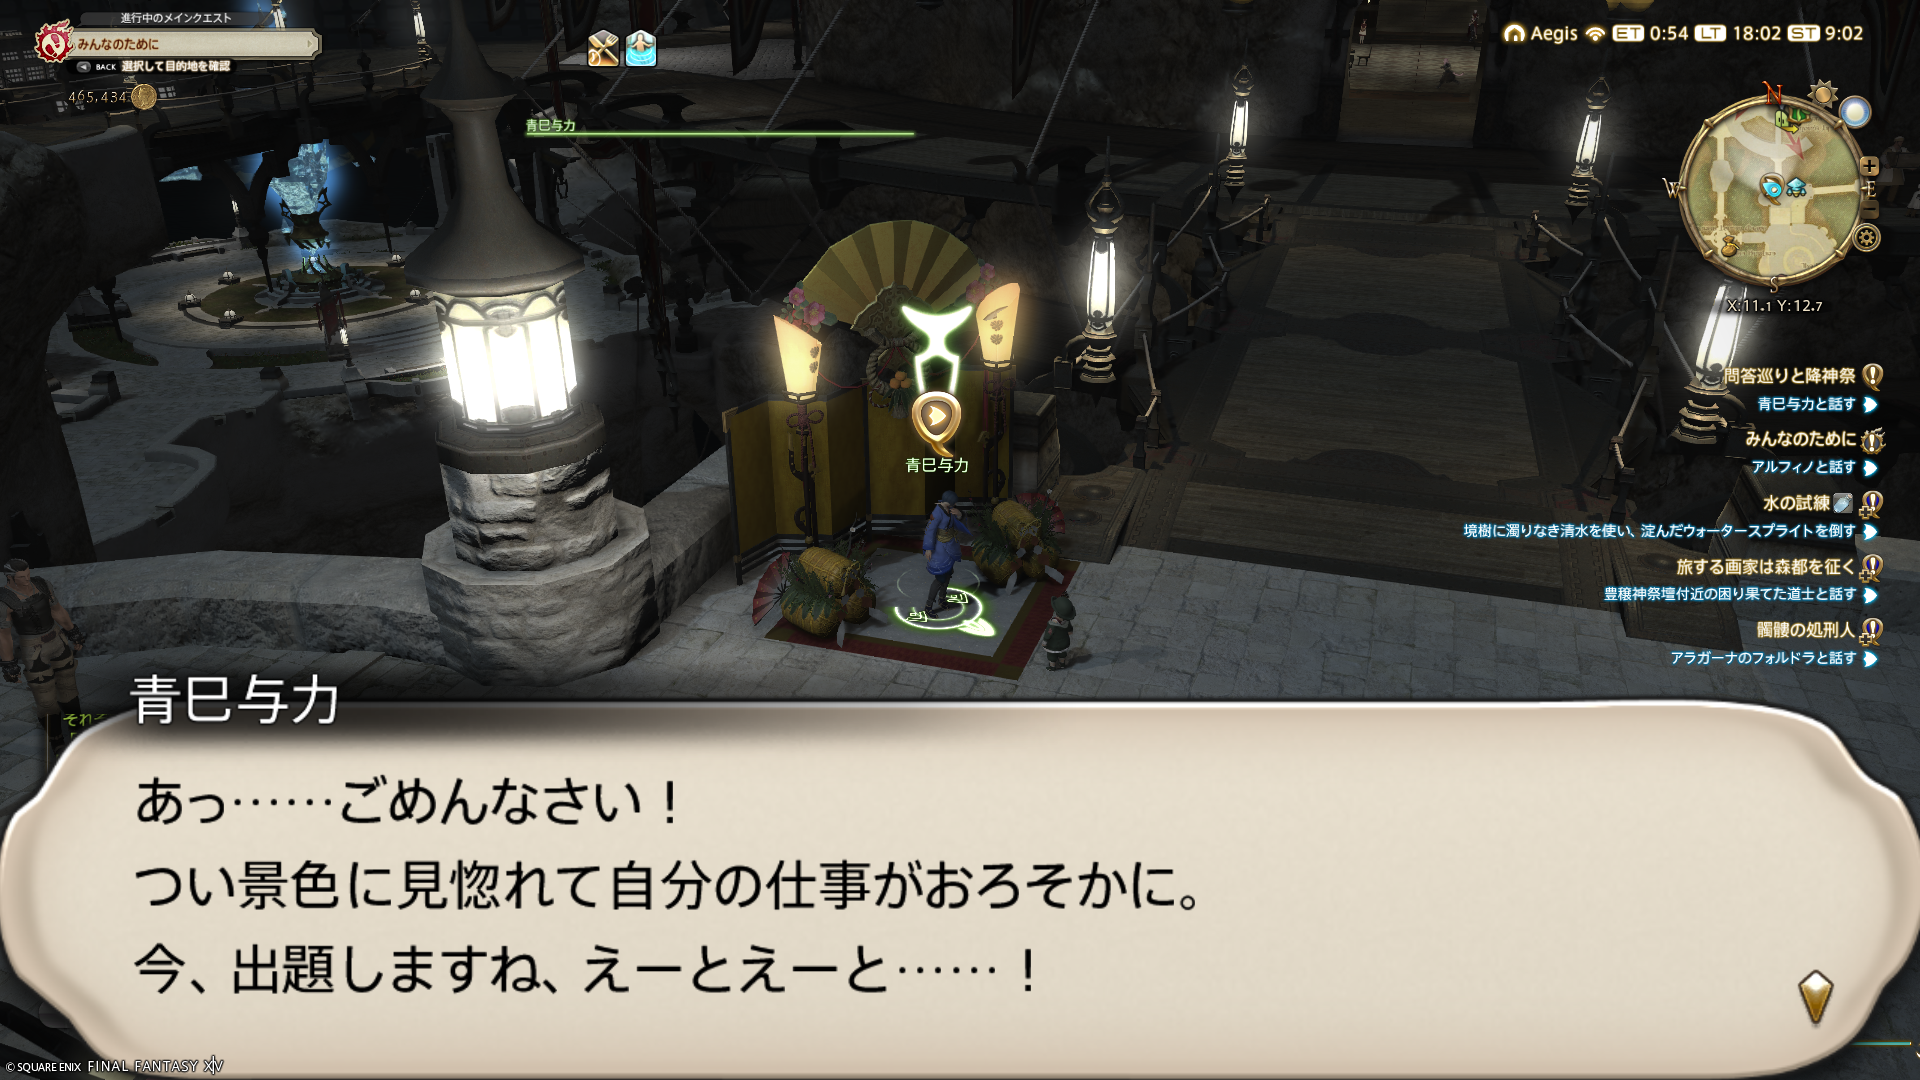 進行中のメインクエスト
みんなのために
BACK 選択して目的地を確認
465,434
青巳与力
Aegis ET 0:54 LT 18:02 ST 9:02
N
W
E
S
X:11.1 Y:12.7
問答巡りと降神祭
青巳与力と話す
みんなのために
アルフィノと話す
水の試練
境樹に濁りなき清水を使い、淀んだウォータースプライトを倒す
旅する画家は森都を征く
豊穣神祭壇付近の困り果てた道士と話す
髑髏の処刑人
アラガーナのフォルドラと話す
青巳与力
それそ
青巳与力
あっ……ごめんなさい！
つい景色に見惚れて自分の仕事がおろそかに。
今、出題しますね、えーとえーと……！
© SQUARE ENIX FINAL FANTASY XIV